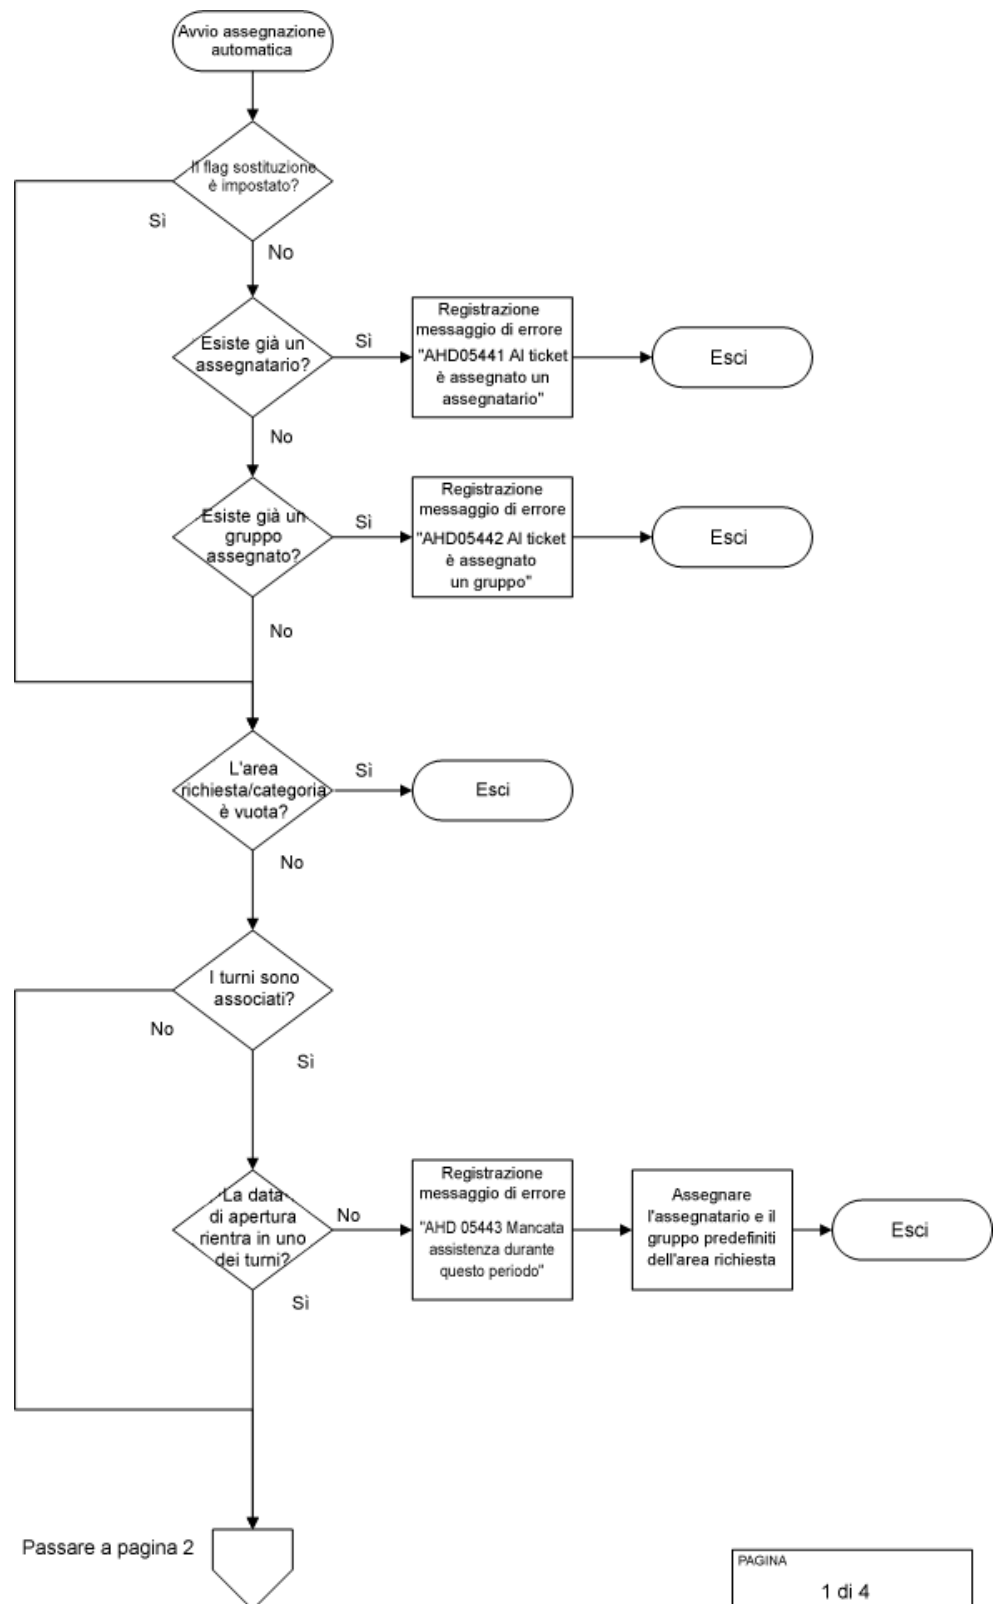 Avvio assegnazione
automatica
Il flag sostituzione
è impostato?
Sì
No
Esiste già un
assegnatario?
Sì
Registrazione
messaggio di errore
"AHD05441 Al ticket
è assegnato un
assegnatario"
Esci
No
Esiste già un
gruppo
assegnato?
Sì
Registrazione
messaggio di errore
"AHD05442 Al ticket
è assegnato
un gruppo"
Esci
No
L'area
richiesta/categoria
è vuota?
Sì
Esci
No
I turni sono
associati?
No
Sì
La data
di apertura
rientra in uno
dei turni?
No
Registrazione
messaggio di errore
"AHD 05443 Mancata
assistenza durante
questo periodo"
Assegnare
l'assegnatario e il
gruppo predefiniti
dell'area richiesta
Esci
Sì
Passare a pagina 2
PAGINA
1 di 4